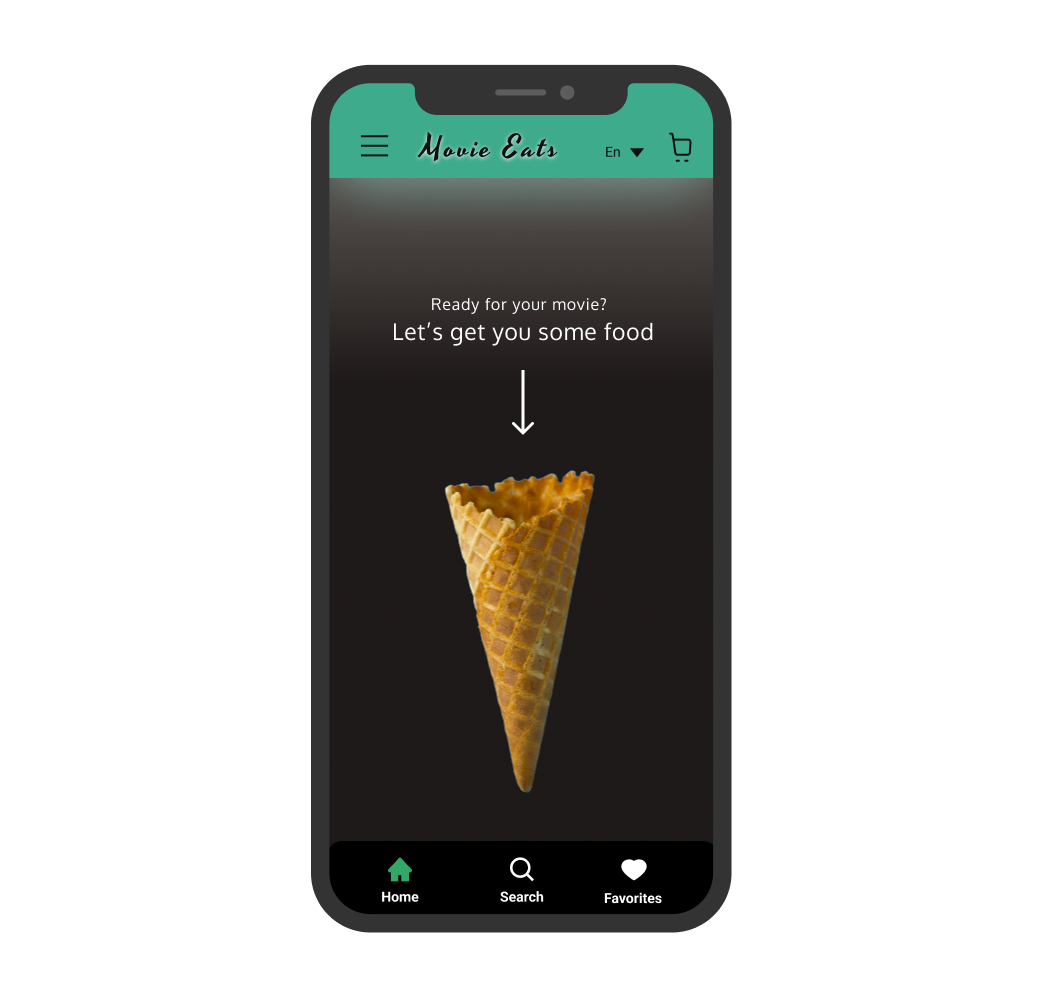 Movie Eats
En
Ready for your movie?
Let's get you some food
Home
Search
Favorites